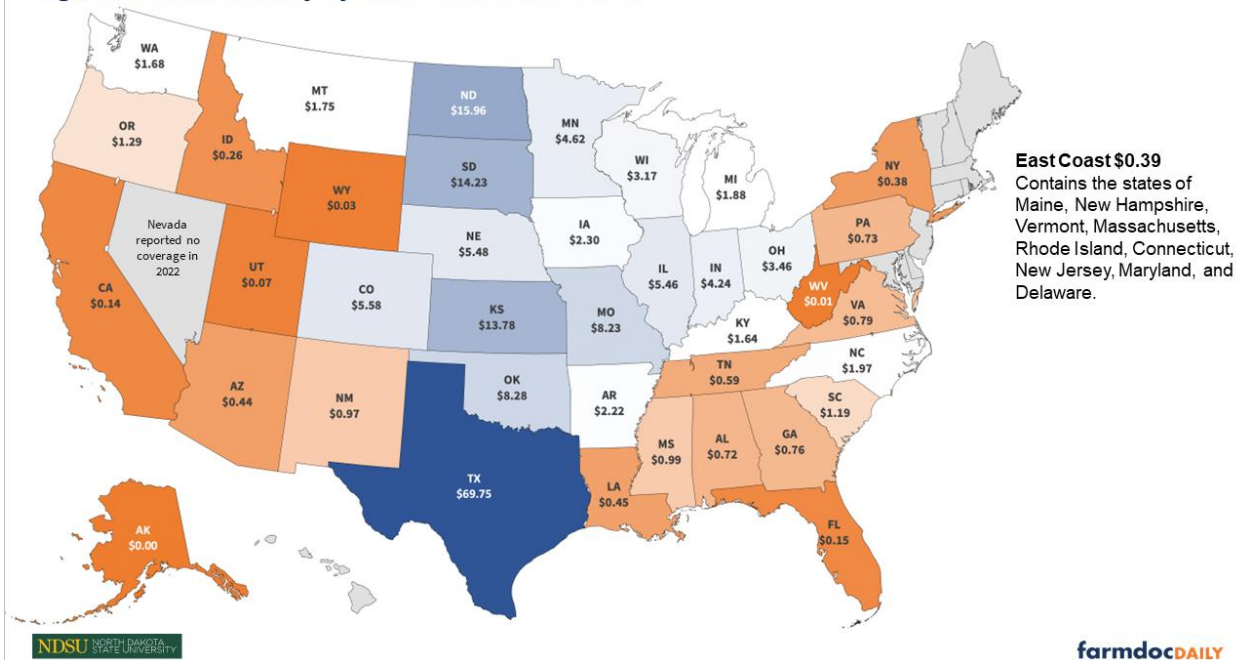 WA
$1.68
MT
$1.75
ND
$15.96
MN
$4.62
OR
$1.29
ID
$0.26
WY
$0.03
SD
$14.23
WI
$3.17
MI
$1.88
NY
$0.38
East Coast $0.39
Contains the states of
Maine, New Hampshire,
Vermont, Massachusetts,
Rhode Island, Connecticut,
New Jersey, Maryland, and
Delaware.
Nevada
reported no
coverage in
2022
UT
$0.07
CO
$5.58
NE
$5.48
IA
$2.30
IL
$5.46
IN
$4.24
OH
$3.46
PA
$0.73
CA
$0.14
KS
$13.78
MO
$8.23
KY
$1.64
WV
$0.01
VA
$0.79
AZ
$0.44
NM
$0.97
OK
$8.28
AR
$2.22
TN
$0.59
NC
$1.97
SC
$1.19
TX
$69.75
LA
$0.45
MS
$0.99
AL
$0.72
GA
$0.76
FL
$0.15
AK
$0.00
NDSU NORTH DAKOTA
STATE UNIVERSITY
farmdocDAILY